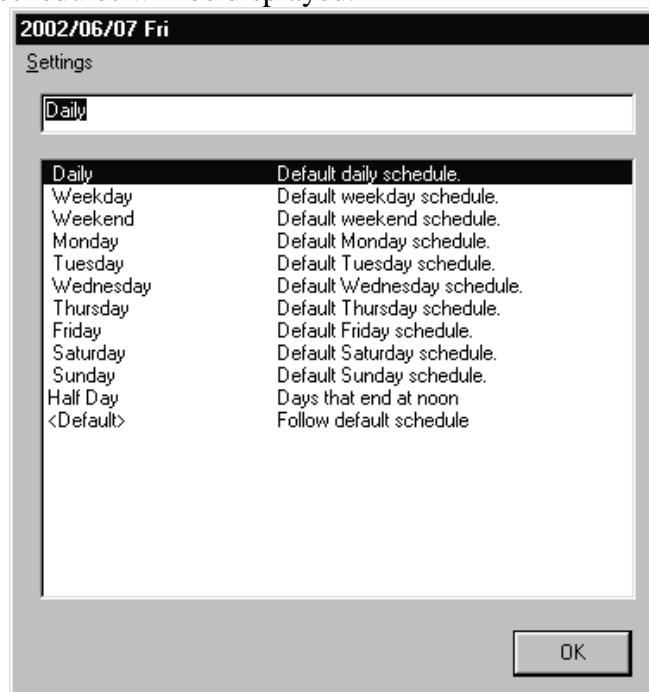 2002/06/07 Fri
Settings
Daily
Daily Default daily schedule.
Weekday Default weekday schedule.
Weekend Default weekend schedule.
Monday Default Monday schedule.
Tuesday Default Tuesday schedule.
Wednesday Default Wednesday schedule.
Thursday Default Thursday schedule.
Friday Default Friday schedule.
Saturday Default Saturday schedule.
Sunday Default Sunday schedule.
Half Day Days that end at noon
<Default> Follow default schedule
OK